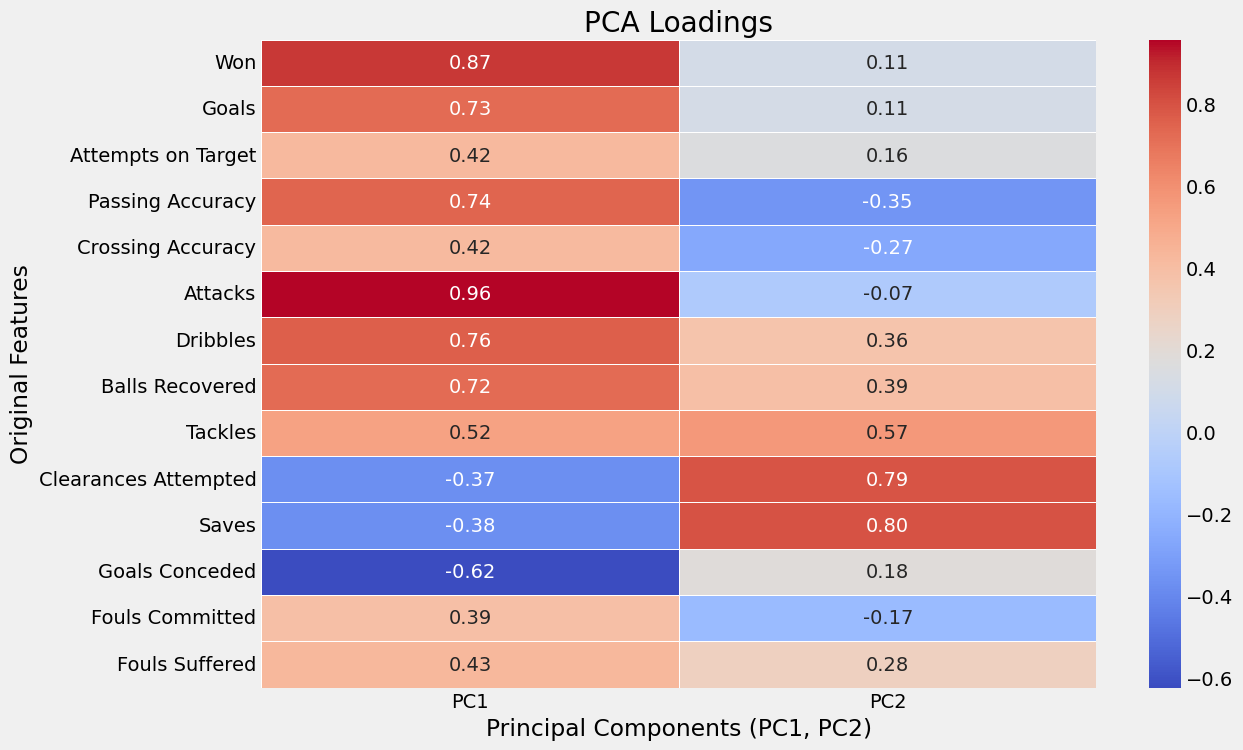 PCA Loadings
Original Features
Won 0.87 0.11
Goals 0.73 0.11
Attempts on Target 0.42 0.16
Passing Accuracy 0.74 -0.35
Crossing Accuracy 0.42 -0.27
Attacks 0.96 -0.07
Dribbles 0.76 0.36
Balls Recovered 0.72 0.39
Tackles 0.52 0.57
Clearances Attempted -0.37 0.79
Saves -0.38 0.80
Goals Conceded -0.62 0.18
Fouls Committed 0.39 -0.17
Fouls Suffered 0.43 0.28
PC1 PC2
Principal Components (PC1, PC2)
0.8
0.6
0.4
0.2
0.0
−0.2
−0.4
−0.6